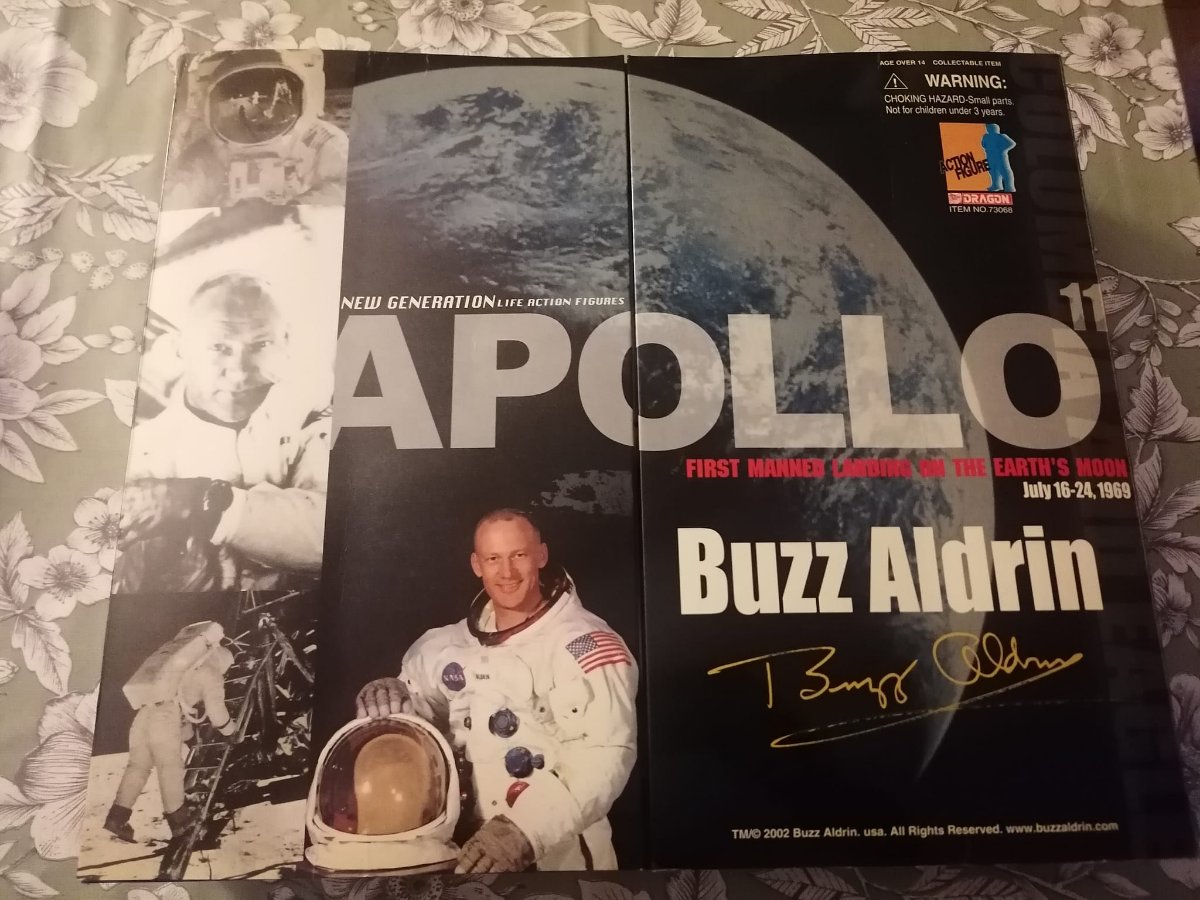 AGE OVER 14 COLLECTABLE ITEM
WARNING:
CHOKING HAZARD-Small parts.
Not for children under 3 years.
ACTION FIGURE
DRAGON
ITEM NO.73068
NEW GENERATION LIFE ACTION FIGURES
APOLLO 11
FIRST MANNED LANDING ON THE EARTH'S MOON
July 16-24, 1969
Buzz Aldrin
Buzz Aldrin
NASA
TM/© 2002 Buzz Aldrin. usa. All Rights Reserved. www.buzzaldrin.com